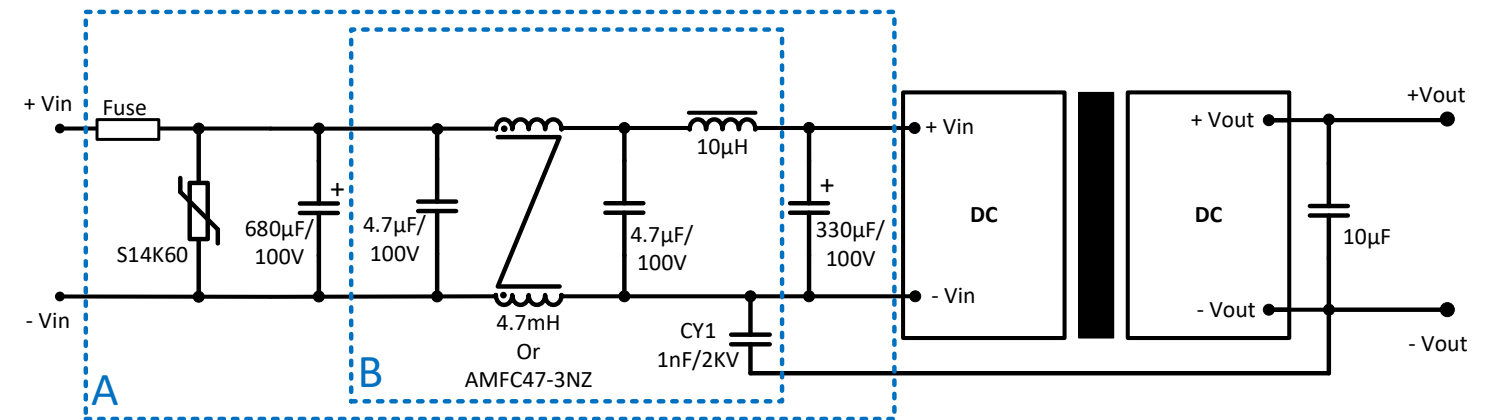 + Vin
Fuse
S14K60
680µF/
100V
+
4.7µF/
100V
4.7mH
Or
AMFC47-3NZ
4.7µF/
100V
10µH
CY1
1nF/2KV
+
330µF/
100V
- Vin
A
B
+ Vin
DC
- Vin
+ Vout
DC
- Vout
10µF
+Vout
- Vout